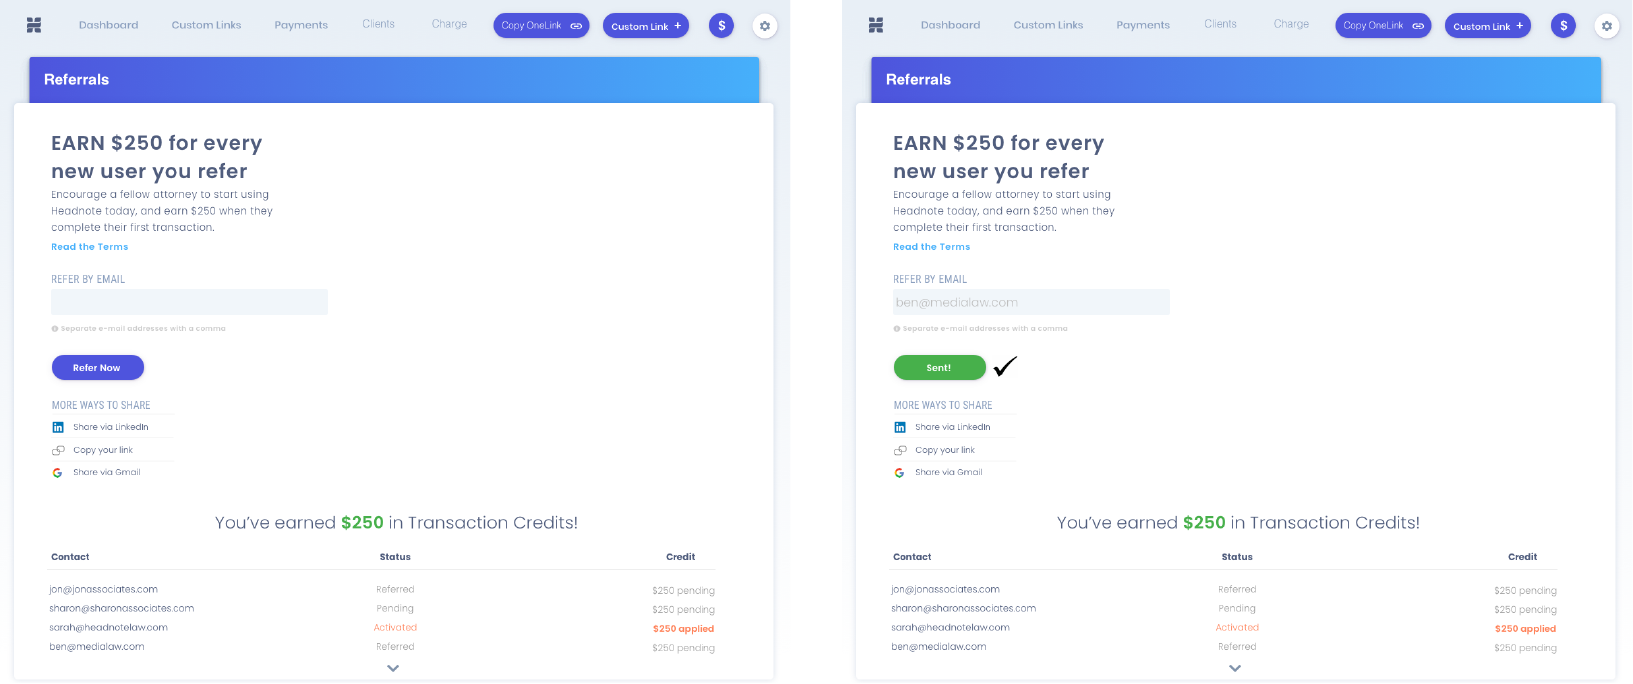 Dashboard Custom Links Payments Clients Charge Copy OneLink Custom Link + $
Referrals
EARN $250 for every
new user you refer
Encourage a fellow attorney to start using
Headnote today, and earn $250 when they
complete their first transaction.
Read the Terms
REFER BY EMAIL
Separate e-mail addresses with a comma
Refer Now
MORE WAYS TO SHARE
Share via LinkedIn
Copy your link
Share via Gmail
You've earned $250 in Transaction Credits!
Contact Status Credit
jon@jonassociates.com Referred $250 pending
sharon@sharonassociates.com Pending $250 pending
sarah@headnotelaw.com Activated $250 applied
ben@medialaw.com Referred $250 pending
Dashboard Custom Links Payments Clients Charge Copy OneLink Custom Link + $
Referrals
EARN $250 for every
new user you refer
Encourage a fellow attorney to start using
Headnote today, and earn $250 when they
complete their first transaction.
Read the Terms
REFER BY EMAIL
ben@medialaw.com
Separate e-mail addresses with a comma
Sent!
MORE WAYS TO SHARE
Share via LinkedIn
Copy your link
Share via Gmail
You've earned $250 in Transaction Credits!
Contact Status Credit
jon@jonassociates.com Referred $250 pending
sharon@sharonassociates.com Pending $250 pending
sarah@headnotelaw.com Activated $250 applied
ben@medialaw.com Referred $250 pending